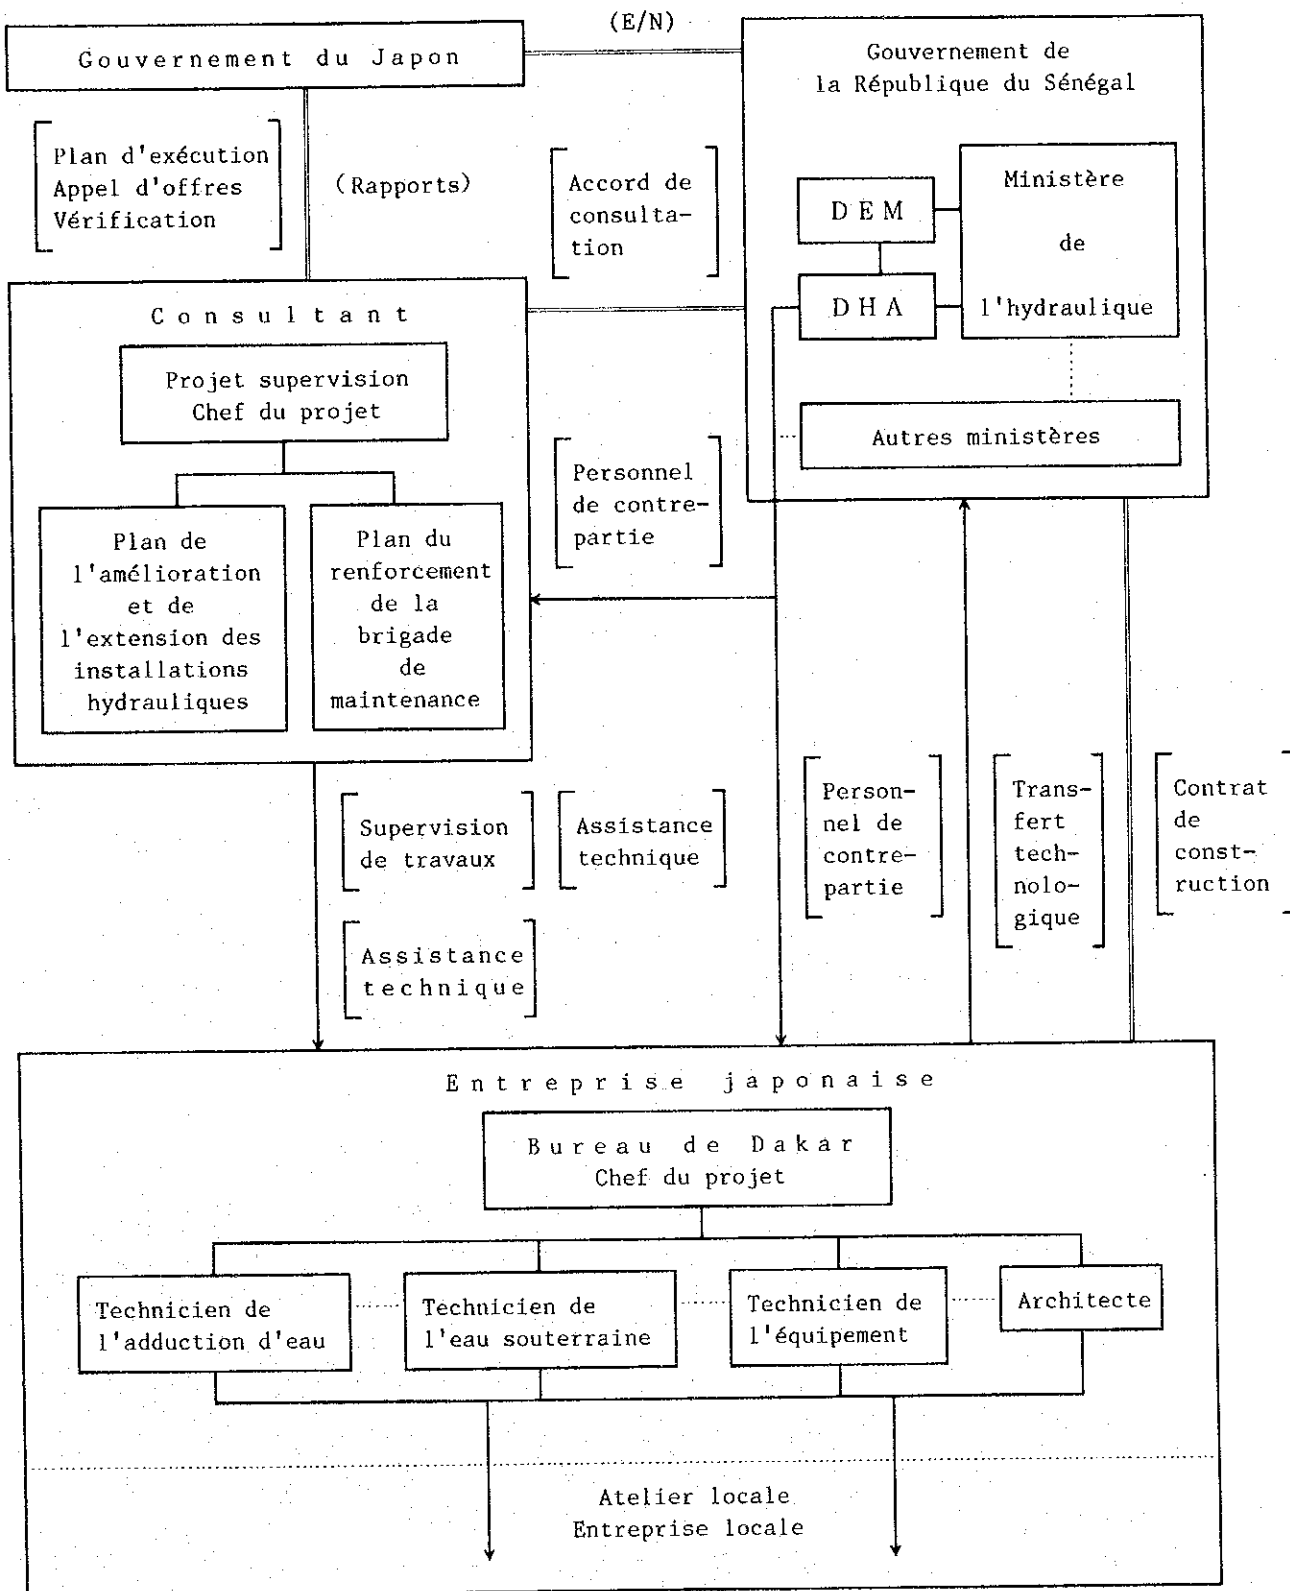 (E/N)
Gouvernement du Japon
Gouvernement de
la République du Sénégal
Plan d'exécution
Appel d'offres
Vérification
(Rapports)
Accord de
consulta-
tion
DEM
DHA
Ministère
de
l'hydraulique
Autres ministères
Consultant
Projet supervision
Chef du projet
Plan de
l'amélioration
et de
l'extension des
installations
hydrauliques
Plan du
renforcement
de la
brigade
de
maintenance
Personnel
de contre-
partie
Supervision
de travaux
Assistance
technique
Assistance
technique
Person-
nel de
contre-
partie
Trans-
fert
tech-
nolo-
gique
Contrat
de
const-
ruction
Entreprise japonaise
Bureau de Dakar
Chef du projet
Technicien de
l'adduction d'eau
Technicien de
l'eau souterraine
Technicien de
l'équipement
Architecte
Atelier locale
Entreprise locale